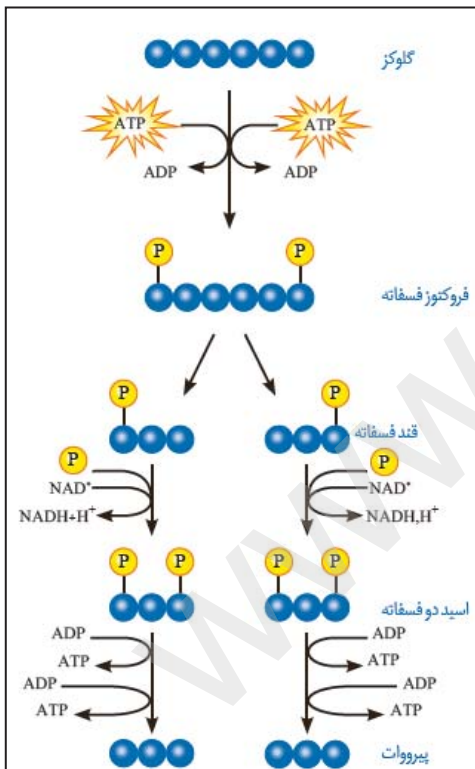 گلوکز
ATP ATP
ADP ADP
P P
فروکتوز فسفاته
P P
قند فسفاته
P P
NAD⁺ NAD⁺
NADH+H⁺ NADH,H⁺
P P P P
اسید دو فسفاته
ADP ADP
ATP ATP
ADP ADP
ATP ATP
پیرووات
WWW